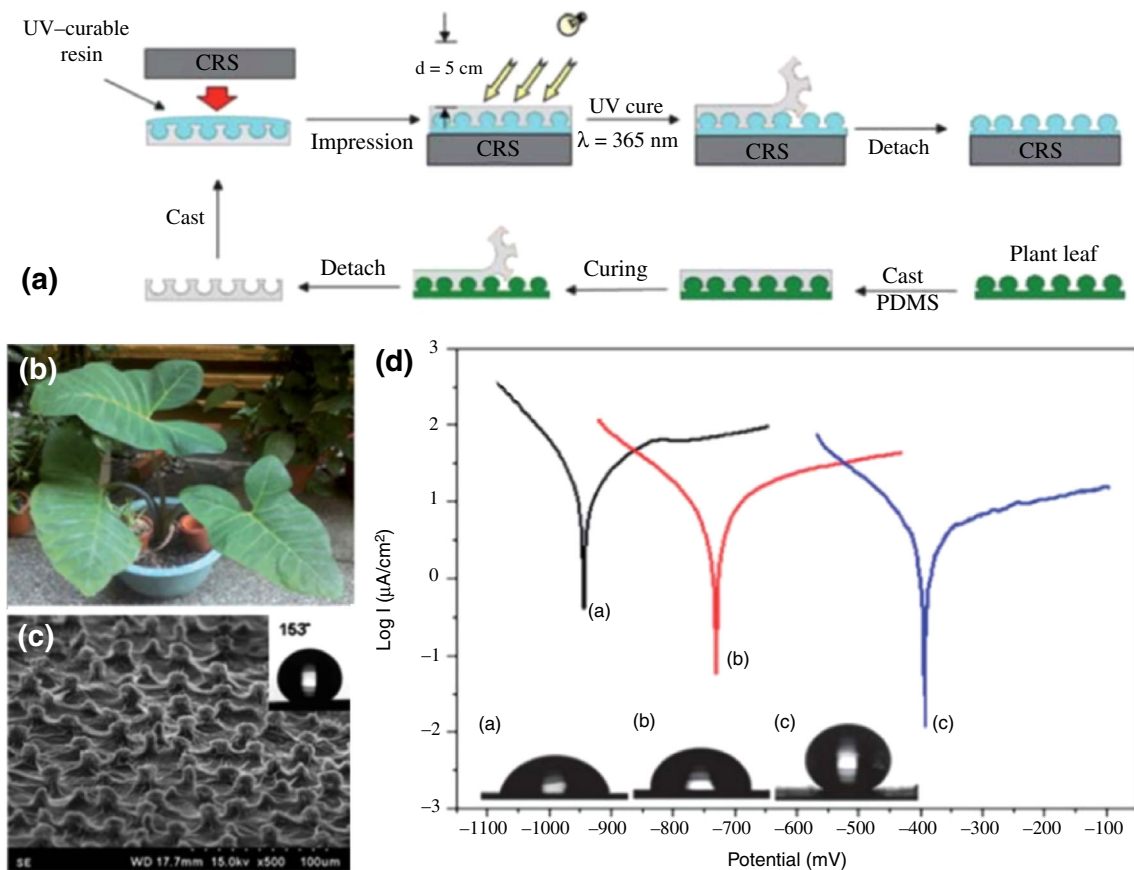 UV–curable
resin
CRS
d = 5 cm
Impression
CRS
UV cure
λ = 365 nm
CRS
Detach
CRS
Cast
(a)
Detach
Curing
Cast
PDMS
Plant leaf
(b)
(c)
153°
SE WD 17.7mm 15.0kv x500 100um
(d)
3
2
1
0
–1
–2
–3
Log I (μA/cm²)
(a)
(b)
(c)
(a)
(b)
(c)
–1100 –1000 –900 –800 –700 –600 –500 –400 –300 –200 –100
Potential (mV)